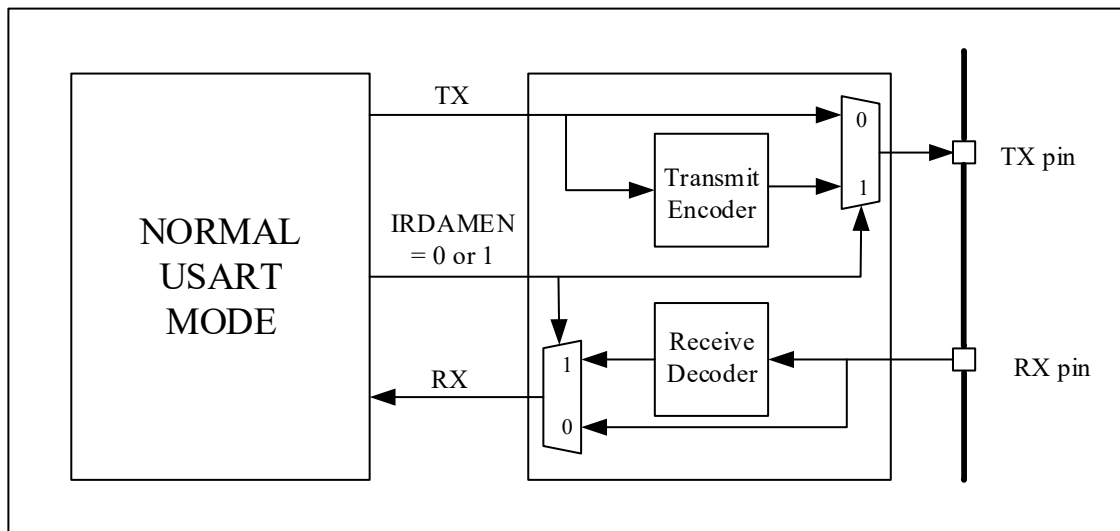 TX
0
Transmit
Encoder
1
TX pin
NORMAL
USART
MODE
IRDAMEN
= 0 or 1
Receive
Decoder
1
RX
0
RX pin